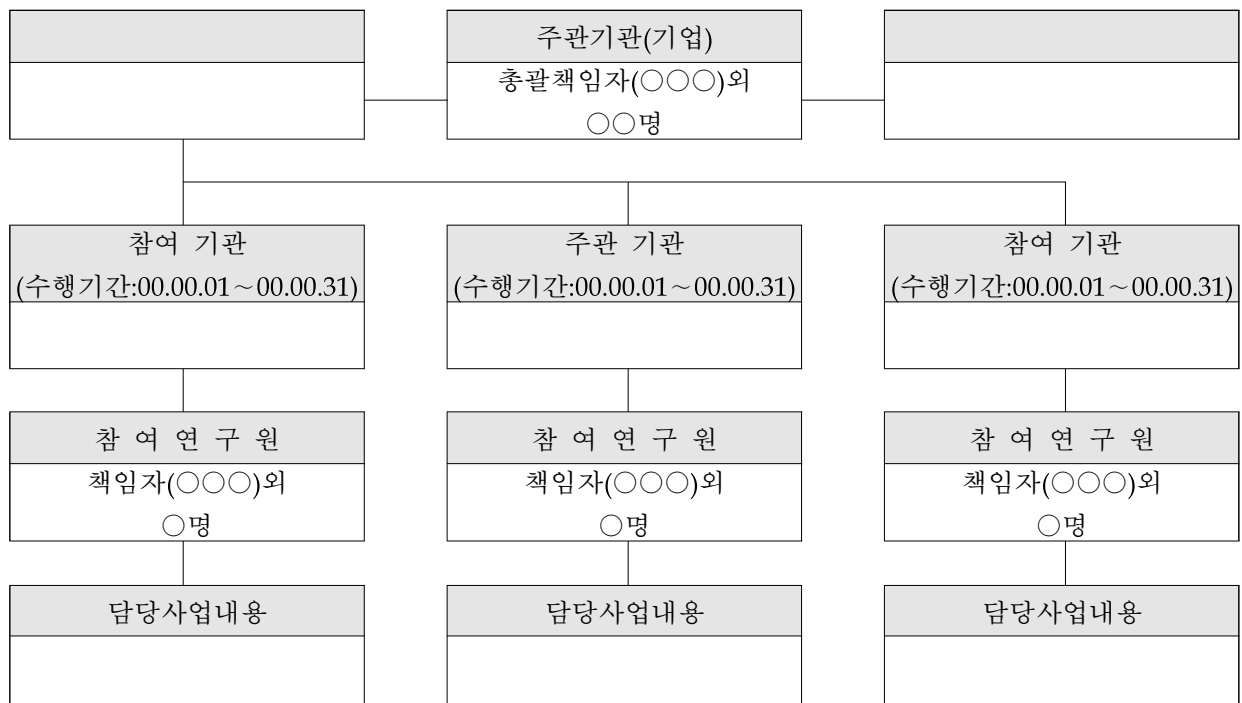 주관기관(기업)
총괄책임자(○○○)외
○○명
참여 기관
(수행기간:00.00.01～00.00.31)
주관 기관
(수행기간:00.00.01～00.00.31)
참여 기관
(수행기간:00.00.01～00.00.31)
참 여 연 구 원
책임자(○○○)외
○명
참 여 연 구 원
책임자(○○○)외
○명
참 여 연 구 원
책임자(○○○)외
○명
담당사업내용
담당사업내용
담당사업내용